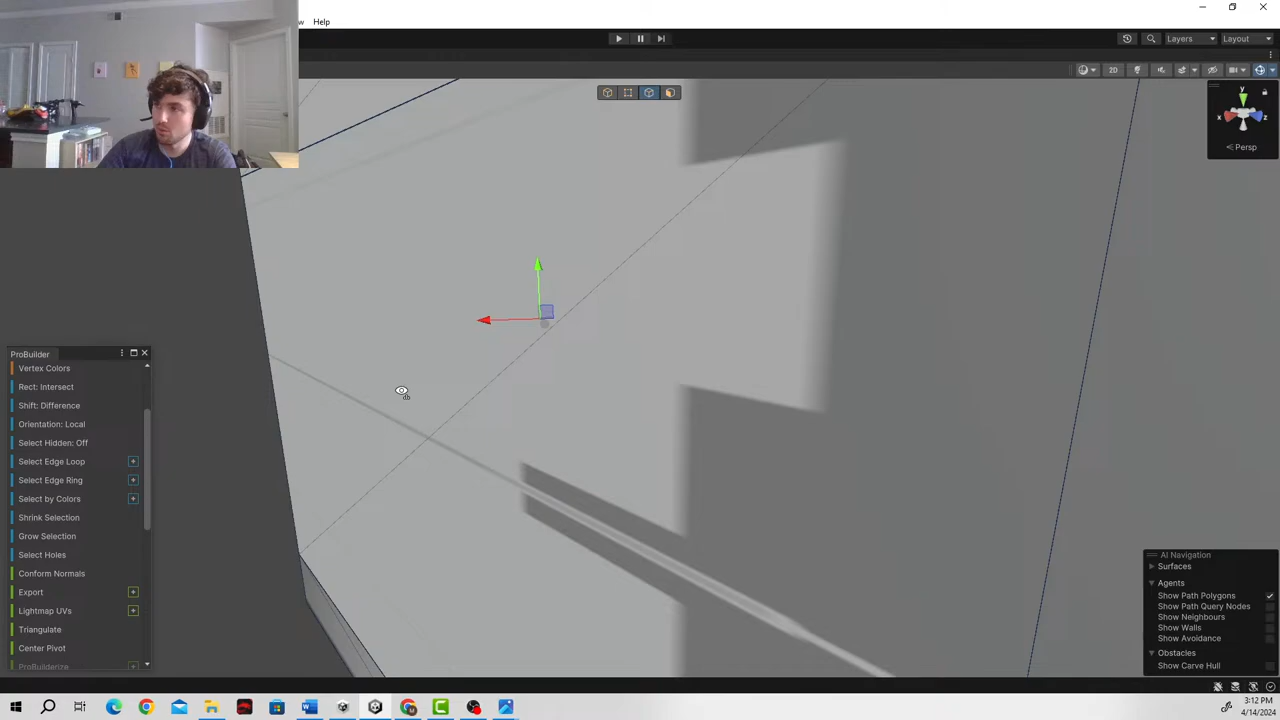 w Help
Layers Layout
2D
y
x z
Persp
ProBuilder
Vertex Colors
Rect: Intersect
Shift: Difference
Orientation: Local
Select Hidden: Off
Select Edge Loop
Select Edge Ring
Select by Colors
Shrink Selection
Grow Selection
Select Holes
Conform Normals
Export
Lightmap UVs
Triangulate
Center Pivot
ProBuilderize
AI Navigation
Surfaces
Agents
Show Path Polygons
Show Path Query Nodes
Show Neighbours
Show Walls
Show Avoidance
Obstacles
Show Carve Hull
3:12 PM
4/14/2024